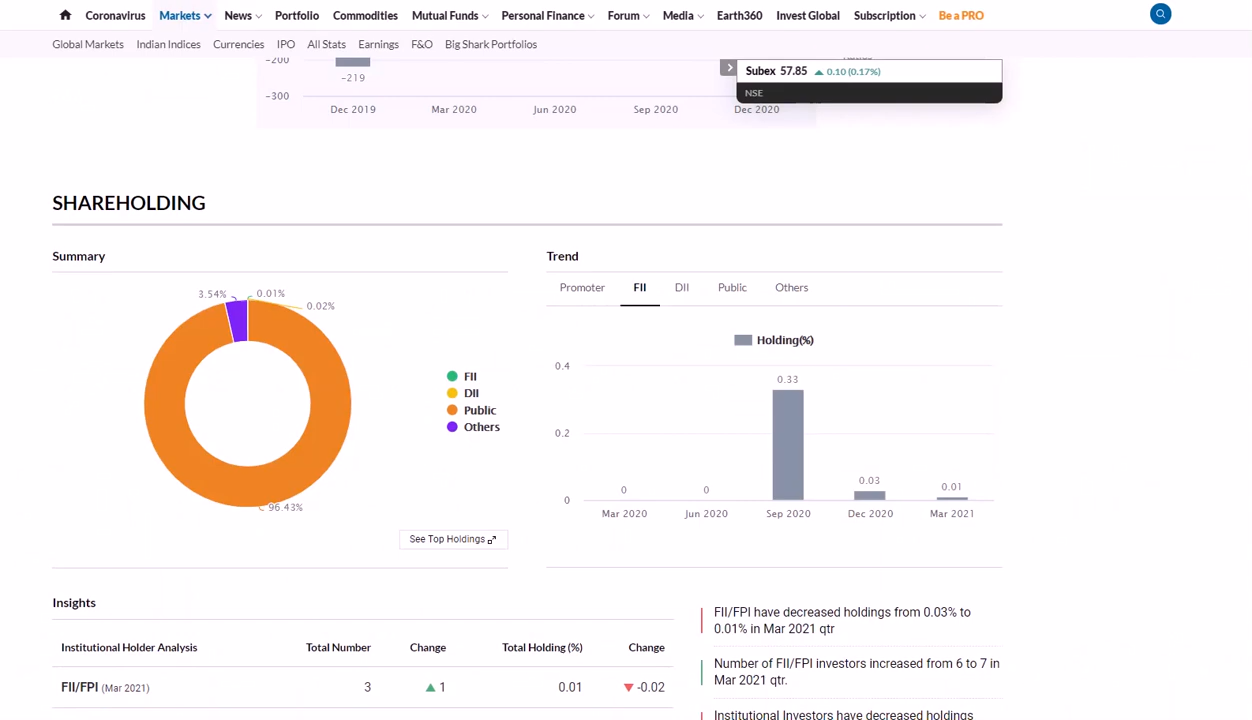 Coronavirus Markets News Portfolio Commodities Mutual Funds Personal Finance Forum Media Earth360 Invest Global Subscription Be a PRO
Global Markets Indian Indices Currencies IPO All Stats Earnings F&O Big Shark Portfolios
-200
-219
-300
Dec 2019 Mar 2020 Jun 2020 Sep 2020 Dec 2020
Subex 57.85 0.10 (0.17%)
NSE
SHAREHOLDING
Summary
3.54% 0.01%
0.02%
FII
DII
Public
Others
96.43%
See Top Holdings
Trend
Promoter FII DII Public Others
Holding(%)
0.4
0.33
0.2
0 0 0.03 0.01
0
Mar 2020 Jun 2020 Sep 2020 Dec 2020 Mar 2021
Insights
Institutional Holder Analysis Total Number Change Total Holding (%) Change
FII/FPI (Mar 2021) 3 1 0.01 -0.02
FII/FPI have decreased holdings from 0.03% to
0.01% in Mar 2021 qtr
Number of FII/FPI investors increased from 6 to 7 in
Mar 2021 qtr.
Institutional Investors have decreased holdings